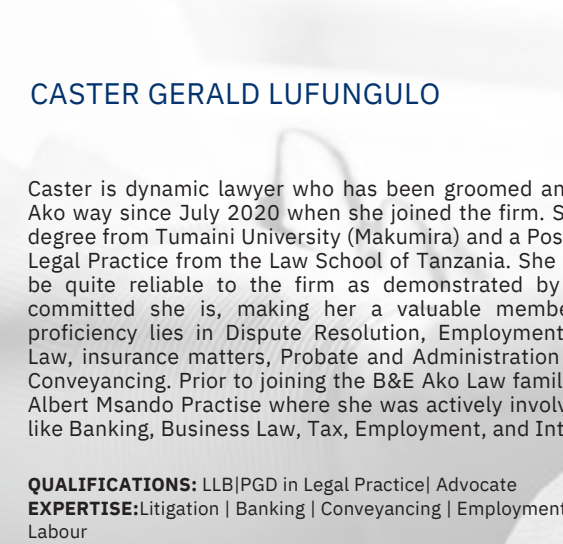 CASTER GERALD LUFUNGULO
Caster is dynamic lawyer who has been groomed an
Ako way since July 2020 when she joined the firm. S
degree from Tumaini University (Makumira) and a Pos
Legal Practice from the Law School of Tanzania. She
be quite reliable to the firm as demonstrated by
committed she is, making her a valuable membe
proficiency lies in Dispute Resolution, Employment
Law, insurance matters, Probate and Administration
Conveyancing. Prior to joining the B&E Ako Law famil
Albert Msando Practise where she was actively involv
like Banking, Business Law, Tax, Employment, and Int
QUALIFICATIONS: LLB|PGD in Legal Practice| Advocate
EXPERTISE:Litigation | Banking | Conveyancing | Employment
Labour